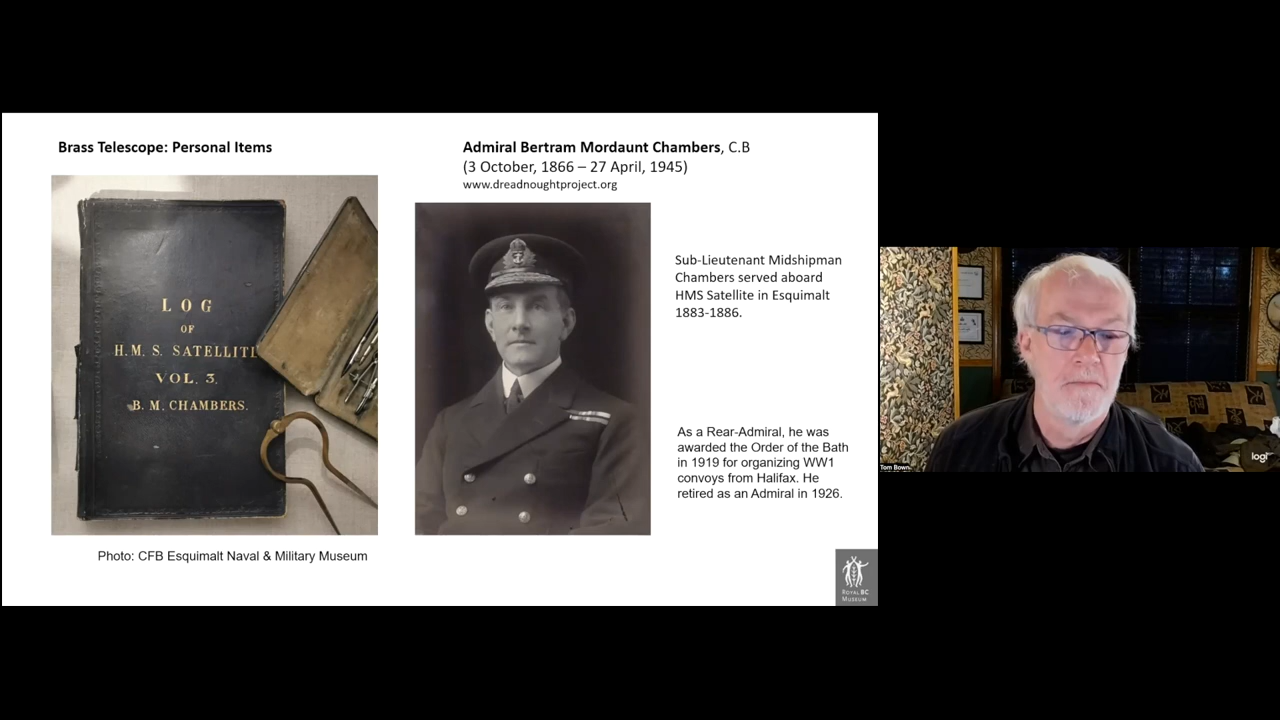 Brass Telescope: Personal Items
LOG
OF
H.M.S. SATELLITE
VOL. 3.
B. M. CHAMBERS.
Photo: CFB Esquimalt Naval & Military Museum
Admiral Bertram Mordaunt Chambers, C.B
(3 October, 1866 – 27 April, 1945)
www.dreadnoughtproject.org
Sub-Lieutenant Midshipman
Chambers served aboard
HMS Satellite in Esquimalt
1883-1886.
As a Rear-Admiral, he was
awarded the Order of the Bath
in 1919 for organizing WW1
convoys from Halifax. He
retired as an Admiral in 1926.
ROYAL BC
MUSEUM
Tom Bown
logi